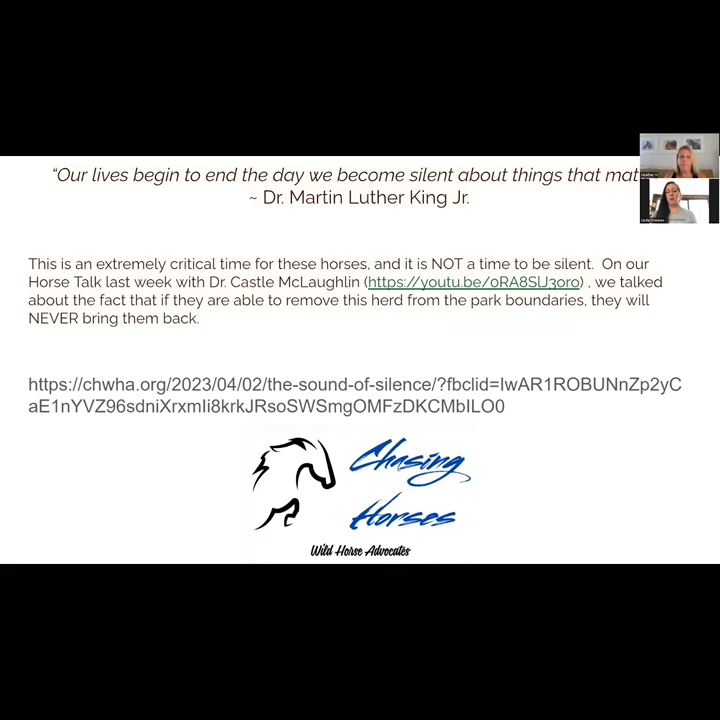 “Our lives begin to end the day we become silent about things that mat
~ Dr. Martin Luther King Jr.
This is an extremely critical time for these horses, and it is NOT a time to be silent.  On our
Horse Talk last week with Dr. Castle McLaughlin (https://youtu.be/0RA8SlJ3oro) , we talked
about the fact that if they are able to remove this herd from the park boundaries, they will
NEVER bring them back.
https://chwha.org/2023/04/02/the-sound-of-silence/?fbclid=IwAR1ROBUNnZp2yC
aE1nYVZ96sdniXrxmIi8krkJRsoSWSmgOMFzDKCMbILO0
Chasing
Horses
Wild Horse Advocates